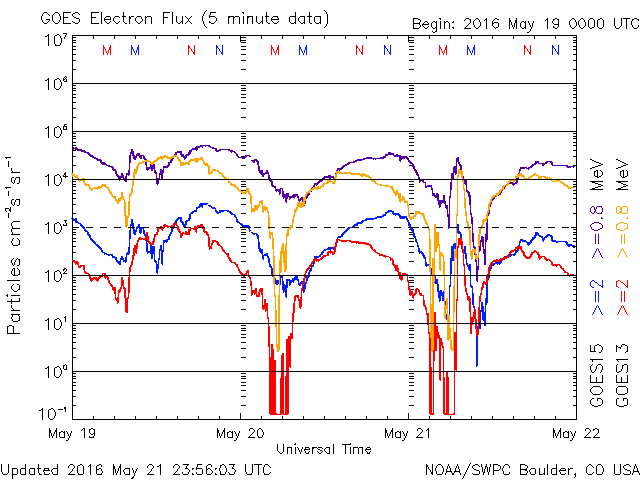 GOES Electron Flux (5 minute data)
Begin: 2016 May 19 0000 UTC
10⁷
10⁶
10⁵
10⁴
10³
10²
10¹
10⁰
10⁻¹
Particles cm⁻²s⁻¹sr⁻¹
M M N N M M N N M M N N
May 19 May 20 May 21 May 22
Universal Time
GOES15 >=2 >=0.8 MeV
GOES13 >=2 >=0.8 MeV
Updated 2016 May 21 23:56:03 UTC
NOAA/SWPC Boulder, CO USA